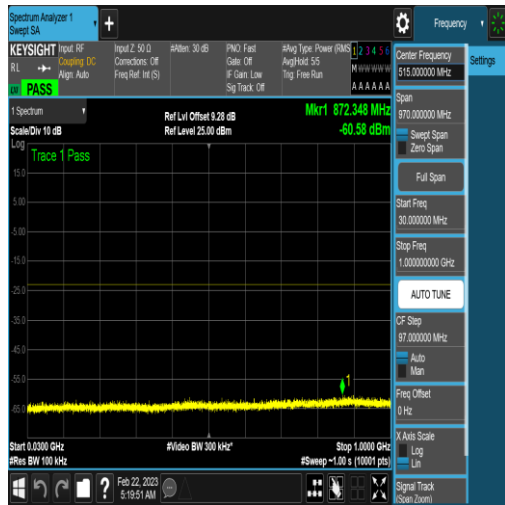 Spectrum Analyzer 1
Swept SA
Frequency
KEYSIGHT
RL
PASS
Input: RF
Coupling: DC
Align: Auto
Input Z: 50 Ω
Corrections: Off
Freq Ref: Int (S)
#Atten: 30 dB
PNO: Fast
Gate: Off
IF Gain: Low
Sig Track: Off
#Avg Type: Power (RMS
Avg|Hold: 5/5
Trig: Free Run
1 2 3 4 5 6
M W W W W W
A A A A A A
1 Spectrum
Scale/Div 10 dB
Ref Lvl Offset 9.28 dB
Ref Level 25.00 dBm
Mkr1 872.348 MHz
-60.58 dBm
Log
Trace 1 Pass
15.0
5.00
-5.00
-15.0
-25.0
-35.0
-45.0
-55.0
-65.0
1
Start 0.0300 GHz
#Res BW 100 kHz
#Video BW 300 kHz*
Stop 1.0000 GHz
#Sweep ~1.00 s (10001 pts)
Feb 22, 2023
5:19:51 AM
Settings
Center Frequency
515.000000 MHz
Span
970.000000 MHz
Swept Span
Zero Span
Full Span
Start Freq
30.000000 MHz
Stop Freq
1.000000000 GHz
AUTO TUNE
CF Step
97.000000 MHz
Auto
Man
Freq Offset
0 Hz
X Axis Scale
Log
Lin
Signal Track
(Span Zoom)